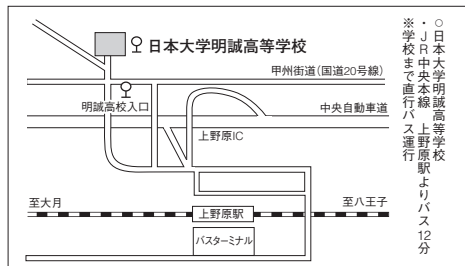 ○日本大学明誠高等学校
・JR中央本線 上野原駅よりバス12分
※学校まで直行バス運行
日本大学明誠高等学校
甲州街道(国道20号線)
明誠高校入口
中央自動車道
上野原IC
至大月
上野原駅
至八王子
バスターミナル